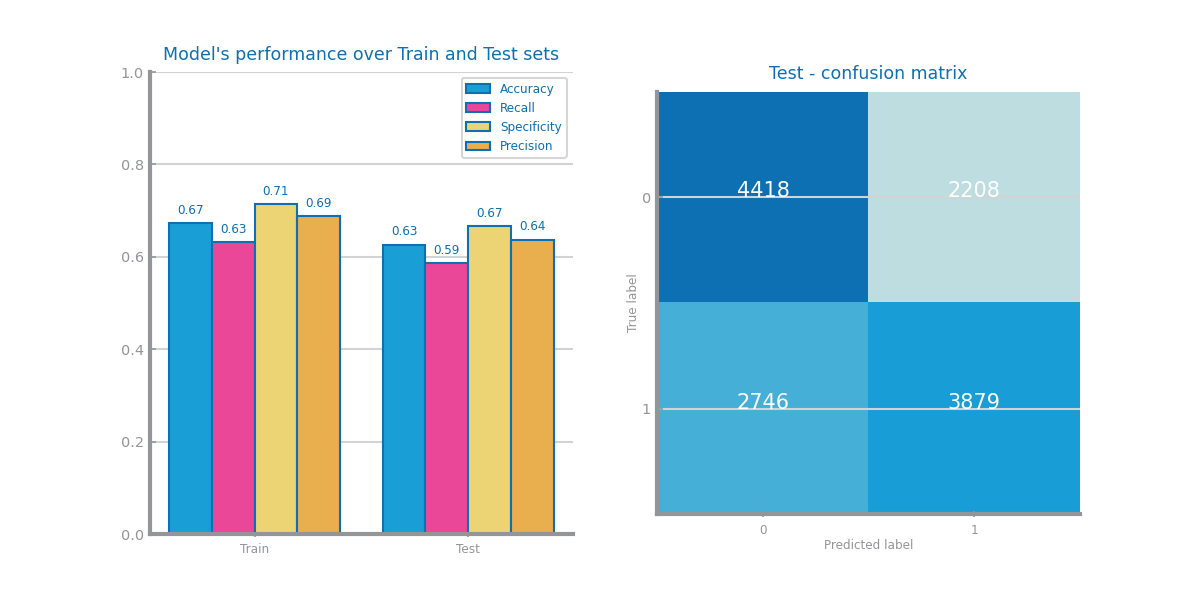 Model's performance over Train and Test sets
1.0
0.8
0.6
0.4
0.2
0.0
Accuracy
Recall
Specificity
Precision
0.67
0.63
0.71
0.69
0.63
0.59
0.67
0.64
Train
Test
Test - confusion matrix
True label
0
1
4418
2208
2746
3879
0
1
Predicted label